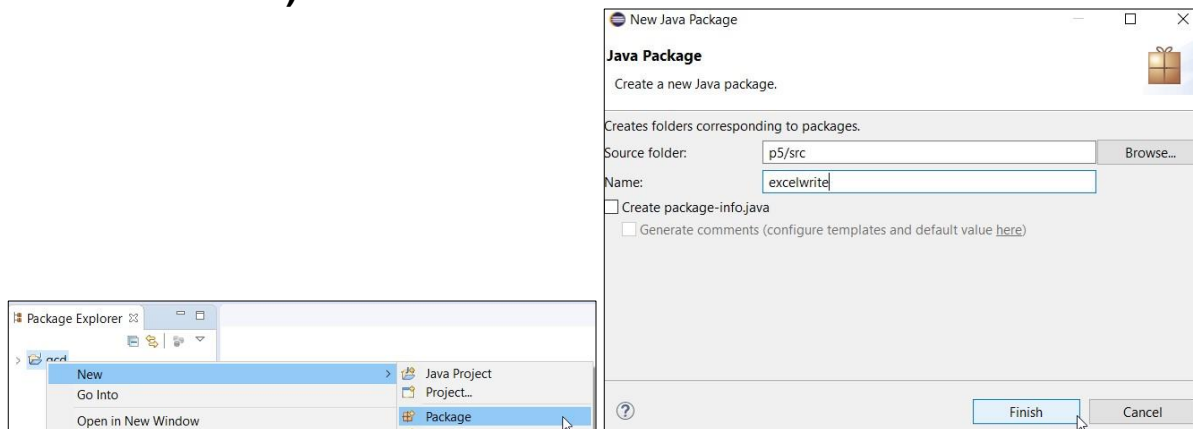 New Java Package
Java Package
Create a new Java package.
Creates folders corresponding to packages.
Source folder: p5/src Browse...
Name: excelwrite
Create package-info.java
Generate comments (configure templates and default value here)
Finish Cancel
Package Explorer
gcd
New Java Project
Go Into Project...
Open in New Window Package